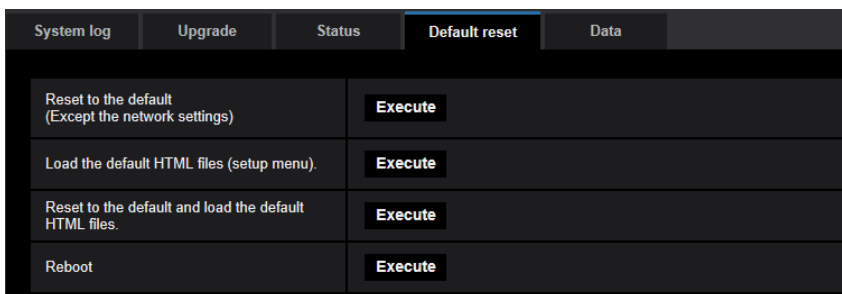 System log Upgrade Status Default reset Data
Reset to the default
(Except the network settings)
Execute
Load the default HTML files (setup menu).
Execute
Reset to the default and load the default
HTML files.
Execute
Reboot
Execute